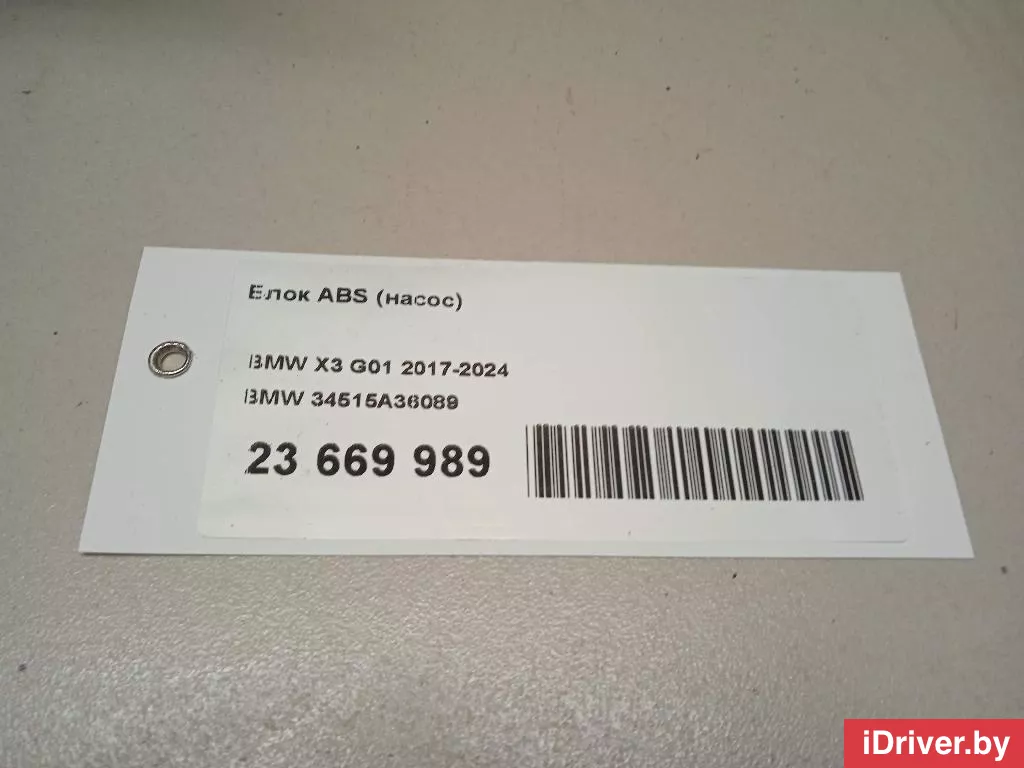 Блок ABS (насос)
BMW X3 G01 2017-2024
BMW 34515A36089
23 669 989
iDriver.by